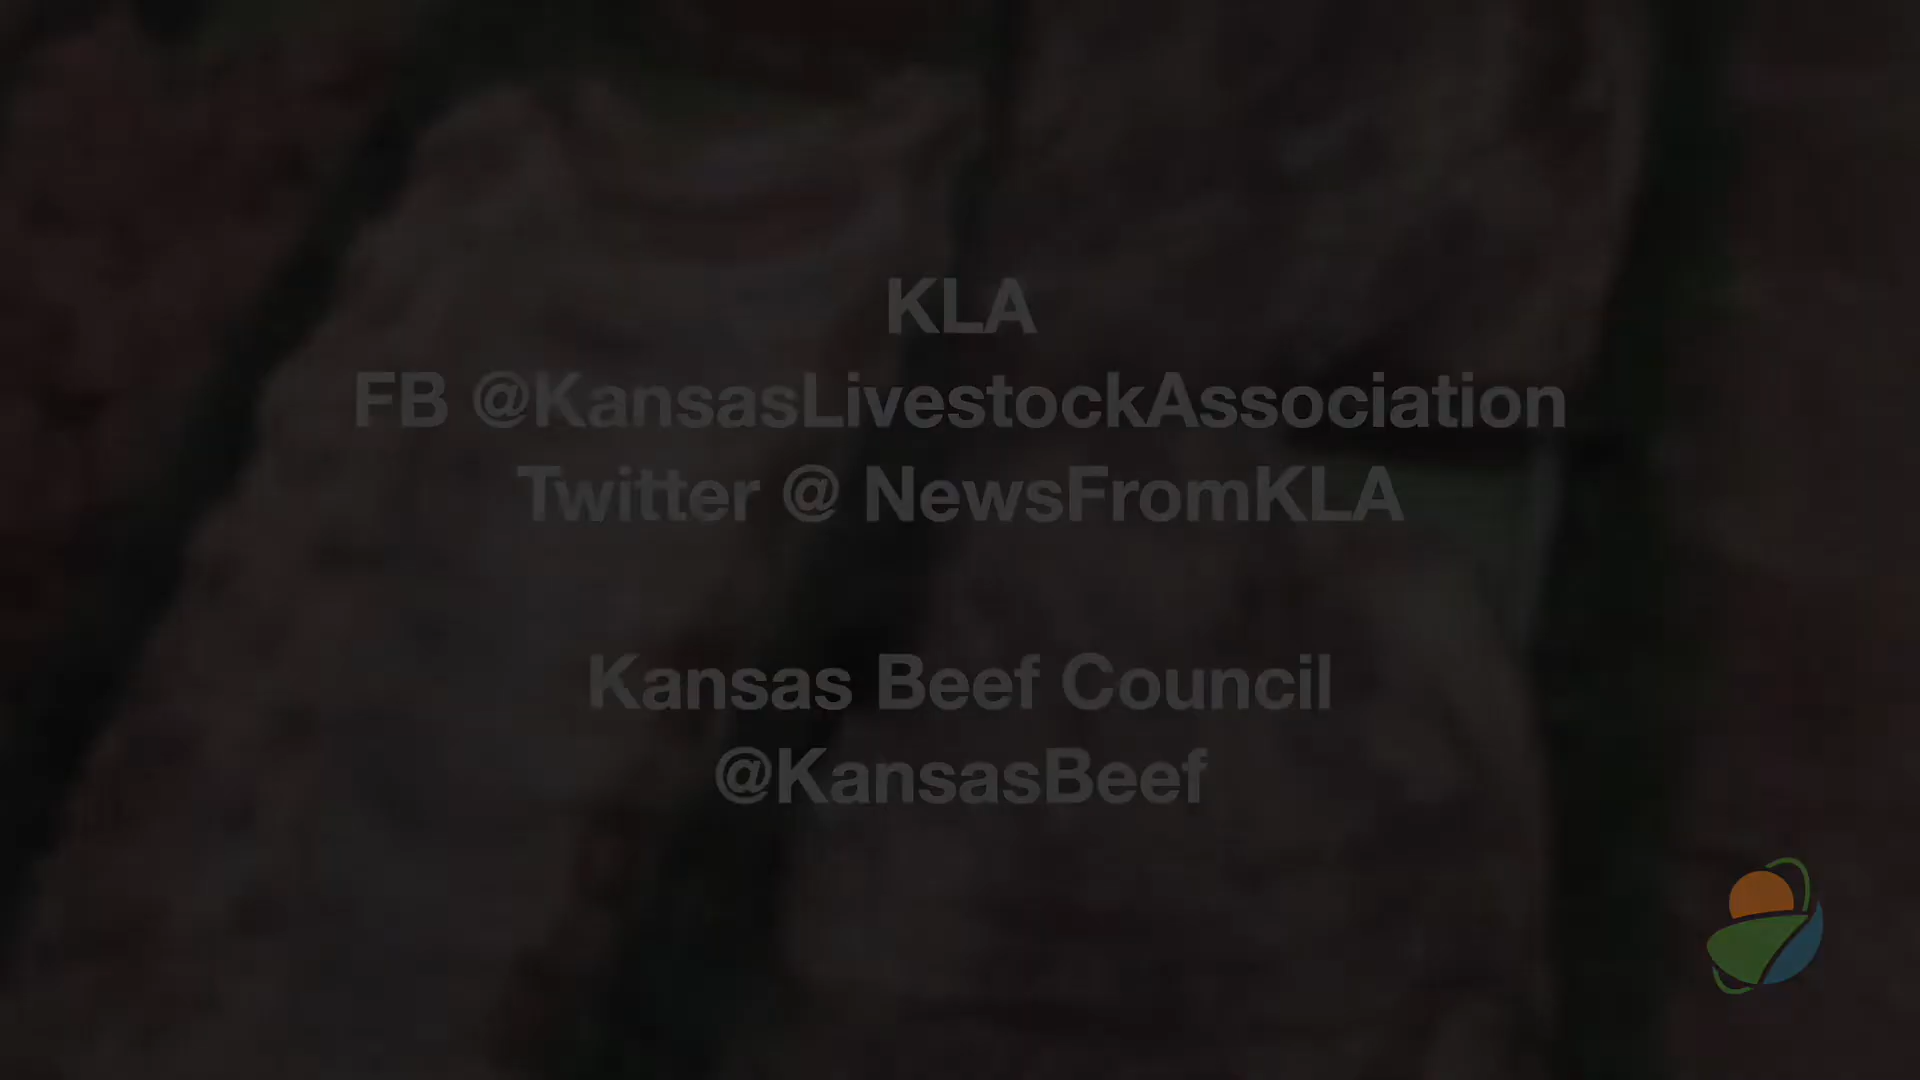 KLA
FB @KansasLivestockAssociation
Twitter @ NewsFromKLA
Kansas Beef Council
@KansasBeef